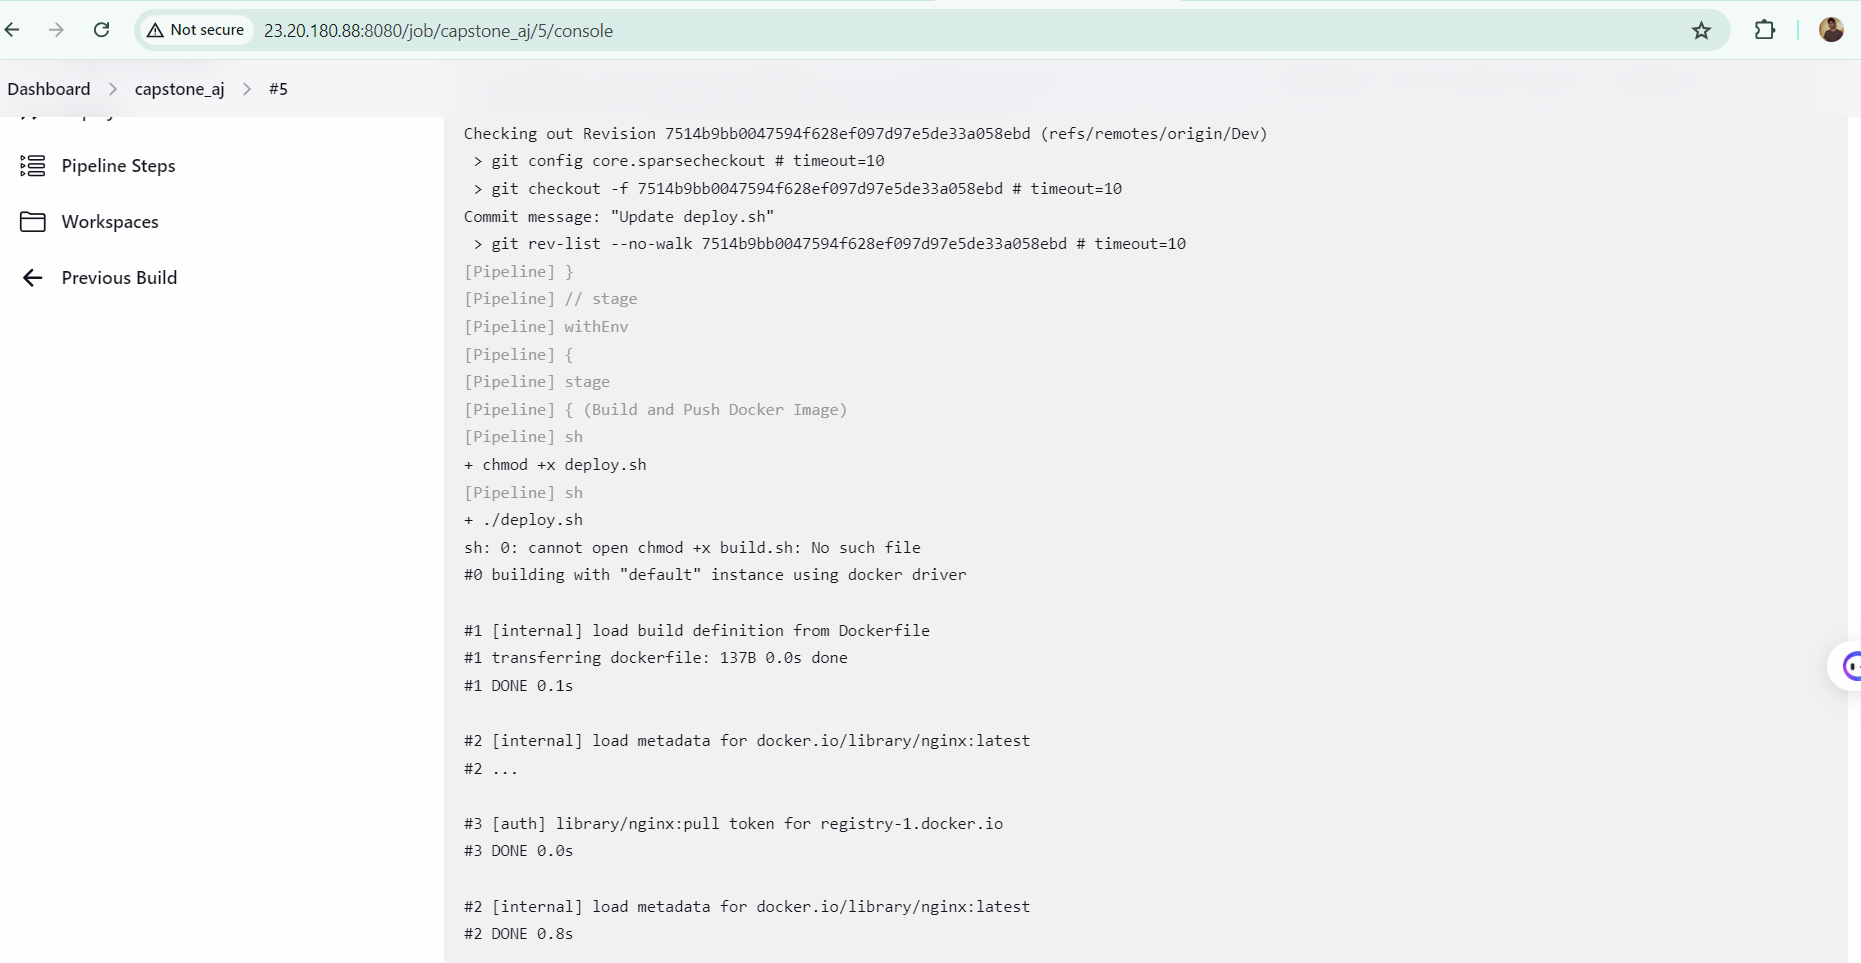 Not secure 23.20.180.88:8080/job/capstone_aj/5/console
Dashboard > capstone_aj > #5
Pipeline Steps
Workspaces
Previous Build
Checking out Revision 7514b9bb0047594f628ef097d97e5de33a058ebd (refs/remotes/origin/Dev)
> git config core.sparsecheckout # timeout=10
> git checkout -f 7514b9bb0047594f628ef097d97e5de33a058ebd # timeout=10
Commit message: "Update deploy.sh"
> git rev-list --no-walk 7514b9bb0047594f628ef097d97e5de33a058ebd # timeout=10
[Pipeline] }
[Pipeline] // stage
[Pipeline] withEnv
[Pipeline] {
[Pipeline] stage
[Pipeline] { (Build and Push Docker Image)
[Pipeline] sh
+ chmod +x deploy.sh
[Pipeline] sh
+ ./deploy.sh
sh: 0: cannot open chmod +x build.sh: No such file
#0 building with "default" instance using docker driver
#1 [internal] load build definition from Dockerfile
#1 transferring dockerfile: 137B 0.0s done
#1 DONE 0.1s
#2 [internal] load metadata for docker.io/library/nginx:latest
#2 ...
#3 [auth] library/nginx:pull token for registry-1.docker.io
#3 DONE 0.0s
#2 [internal] load metadata for docker.io/library/nginx:latest
#2 DONE 0.8s